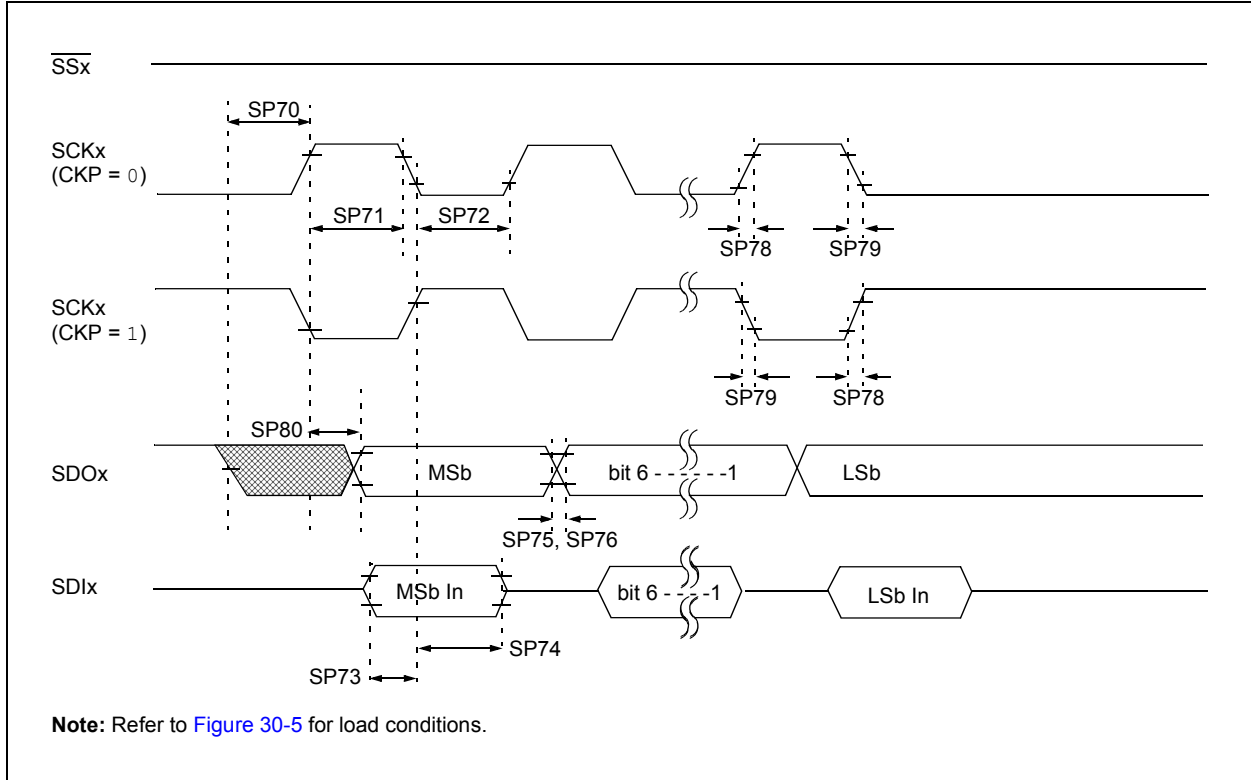 SSx
SP70
SCKx
(CKP = 0)
SP71
SP72
SP78
SP79
SCKx
(CKP = 1)
SP79
SP78
SP80
SDOx
MSb
bit 6 - - - - - -1
LSb
SP75, SP76
SDIx
MSb In
bit 6 - - - -1
LSb In
SP74
SP73
Note: Refer to Figure 30-5 for load conditions.